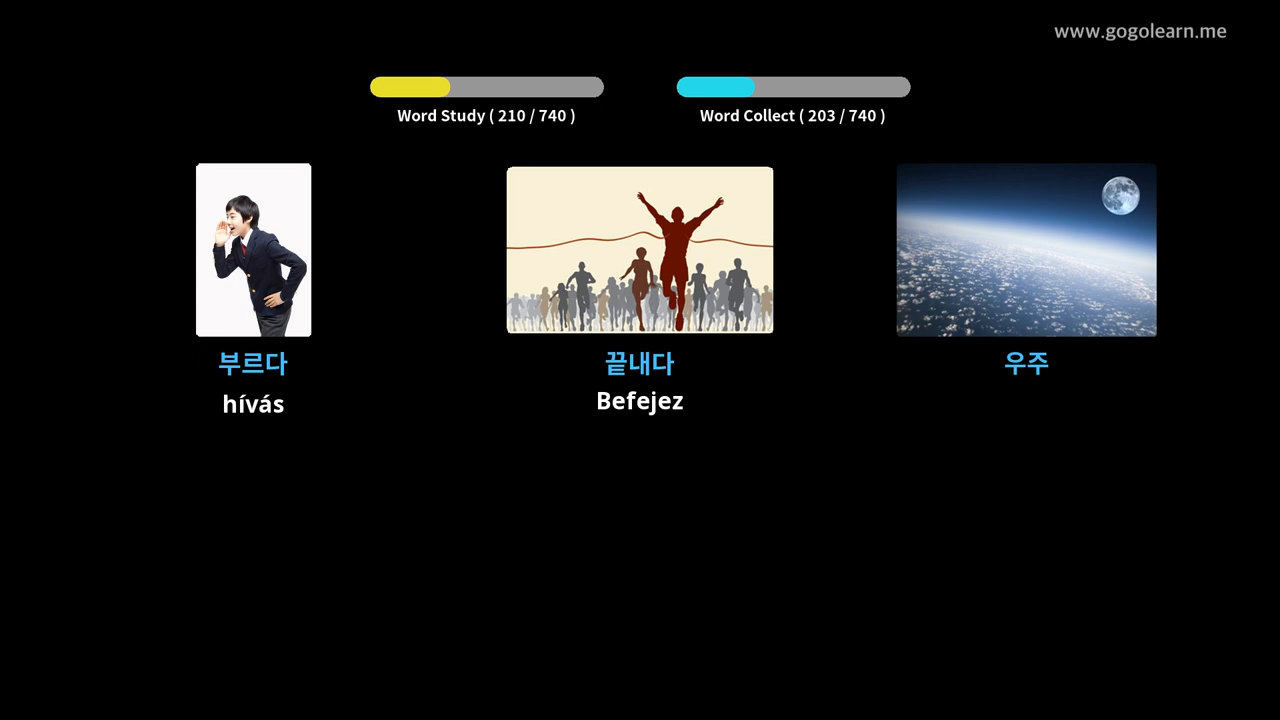 www.gogolearn.me
Word Study ( 210 / 740 )
Word Collect ( 203 / 740 )
부르다
끝내다
우주
hívás
Befejez